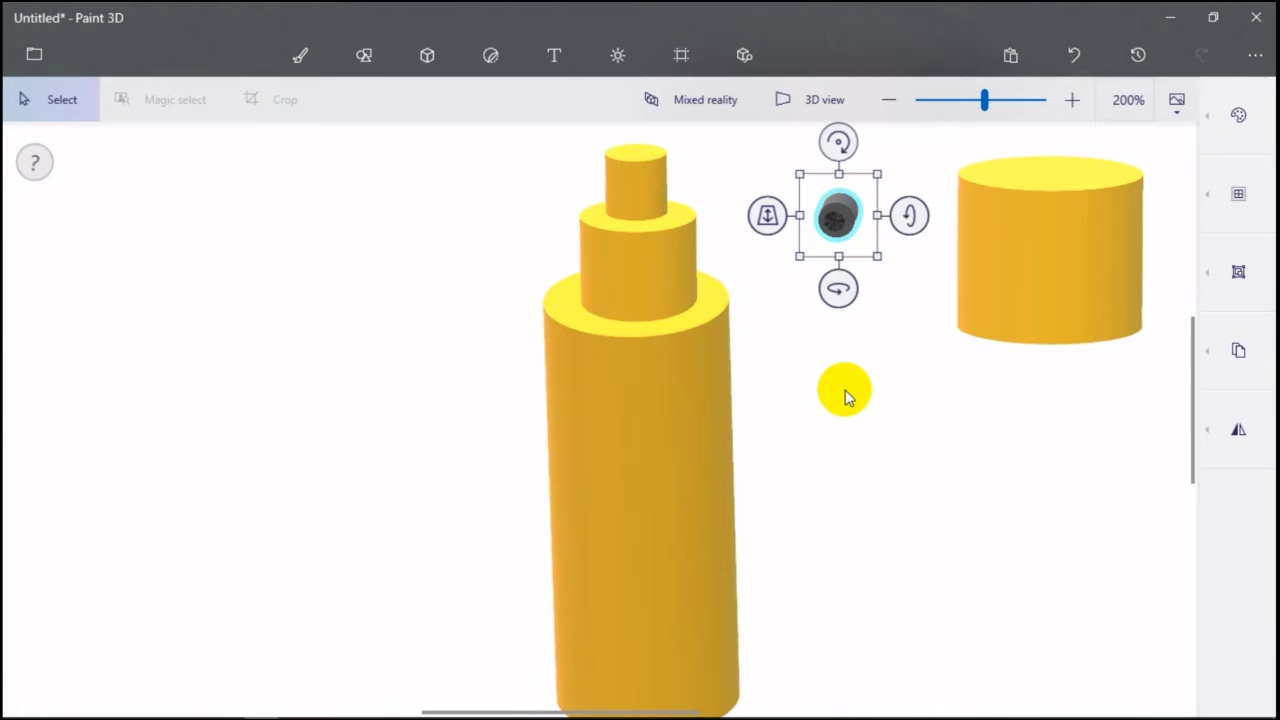 Untitled* - Paint 3D
T
Select
Magic select
Crop
Mixed reality
3D view
200%
?